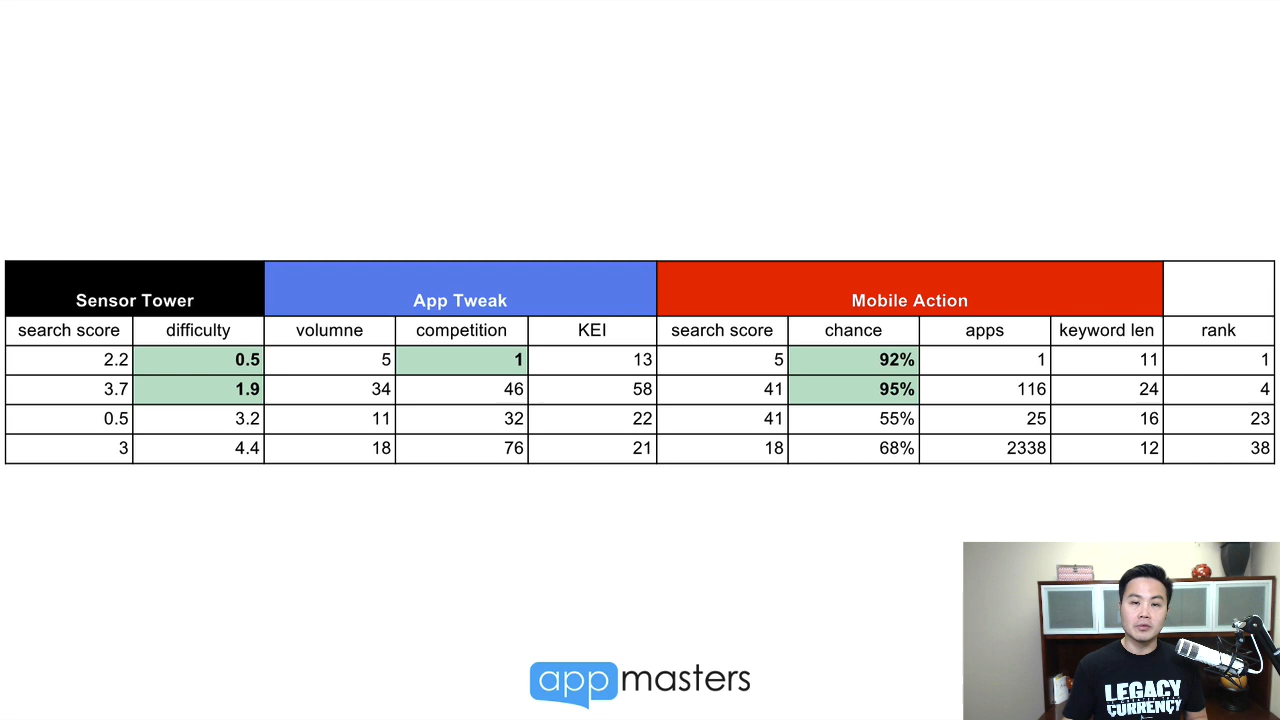 Sensor Tower App Tweak Mobile Action
search score difficulty volumne competition KEI search score chance apps keyword len rank
2.2 0.5 5 1 13 5 92% 1 11 1
3.7 1.9 34 46 58 41 95% 116 24 4
0.5 3.2 11 32 22 41 55% 25 16 23
3 4.4 18 76 21 18 68% 2338 12 38
appmasters
LEGACY
CURRENCY